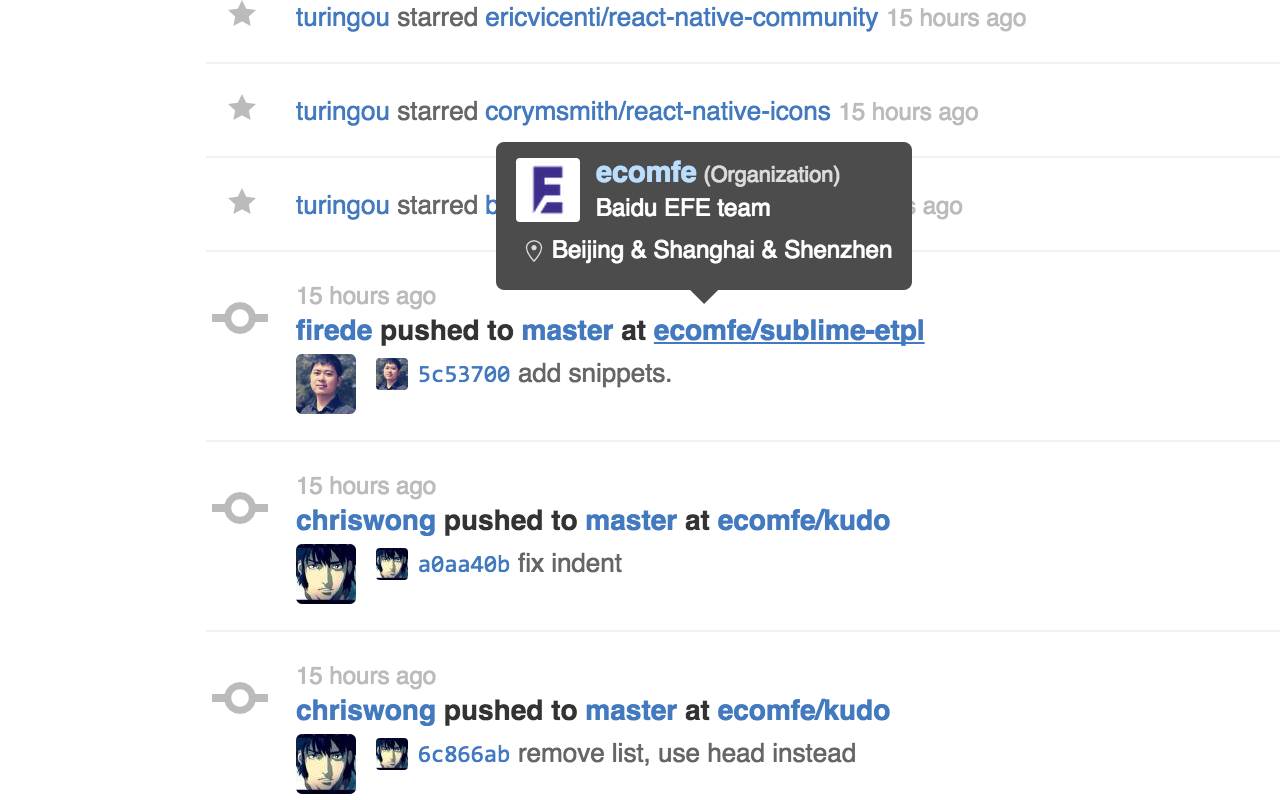 turingou starred ericvicenti/react-native-community 15 hours ago
turingou starred corymsmith/react-native-icons 15 hours ago
ecomfe (Organization)
Baidu EFE team
Beijing & Shanghai & Shenzhen
turingou starred b ago
15 hours ago
firede pushed to master at ecomfe/sublime-etpl
5c53700 add snippets.
15 hours ago
chriswong pushed to master at ecomfe/kudo
a0aa40b fix indent
15 hours ago
chriswong pushed to master at ecomfe/kudo
6c866ab remove list, use head instead